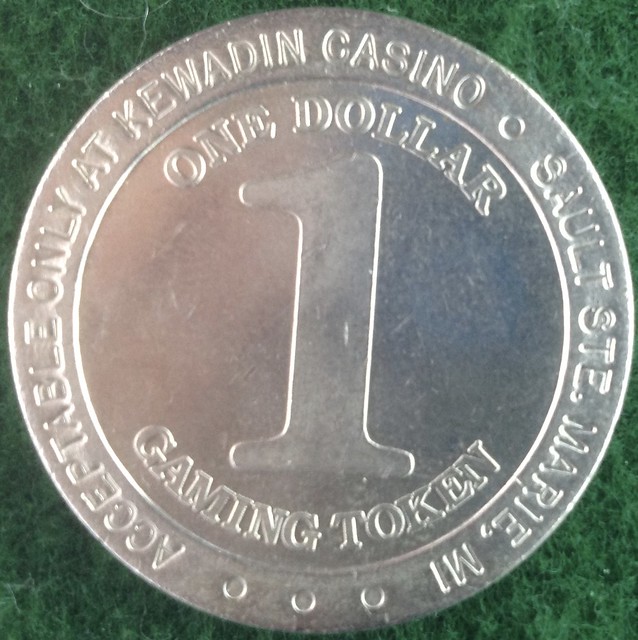 ACCEPTABLE ONLY AT KEWADIN CASINO • SAULT STE. MARIE, MI
ONE DOLLAR
1
GAMING TOKEN